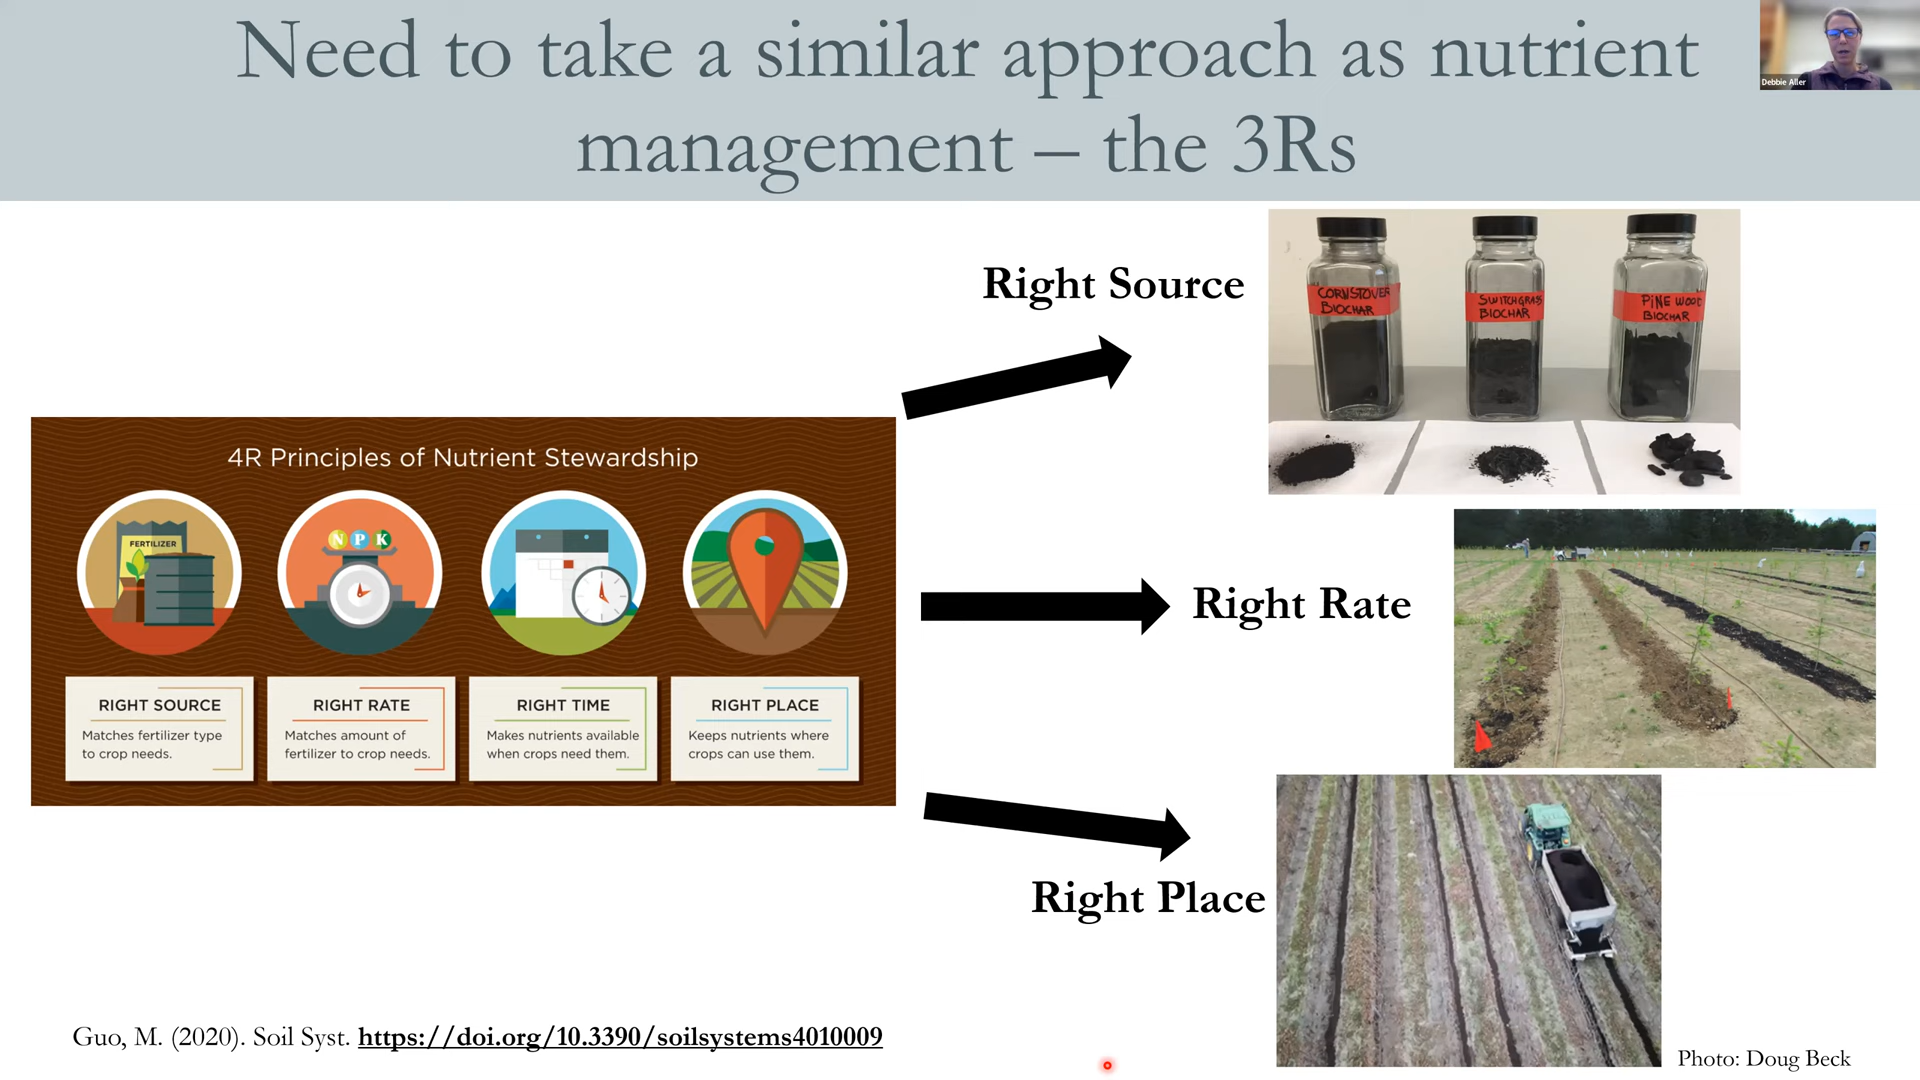 Need to take a similar approach as nutrient
management – the 3Rs
Debbie Aller
Right Source
CORNSTOVER
BIOCHAR
SWITCHGRASS
BIOCHAR
PINE WOOD
BIOCHAR
4R Principles of Nutrient Stewardship
FERTILIZER
N P K
RIGHT SOURCE
Matches fertilizer type
to crop needs.
RIGHT RATE
Matches amount of
fertilizer to crop needs.
RIGHT TIME
Makes nutrients available
when crops need them.
RIGHT PLACE
Keeps nutrients where
crops can use them.
Right Rate
Right Place
Guo, M. (2020). Soil Syst. https://doi.org/10.3390/soilsystems4010009
Photo: Doug Beck